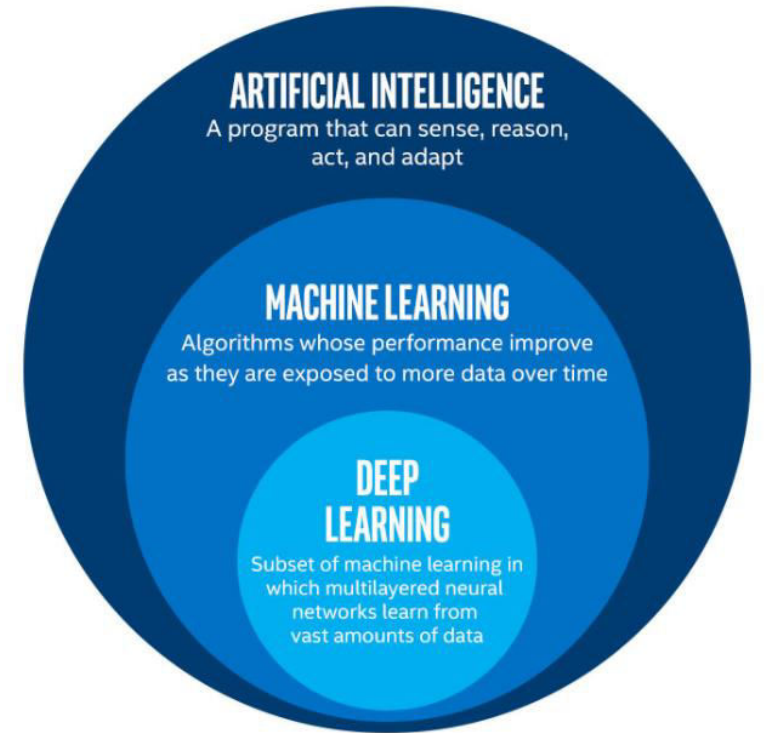 ARTIFICIAL INTELLIGENCE
A program that can sense, reason,
act, and adapt
MACHINE LEARNING
Algorithms whose performance improve
as they are exposed to more data over time
DEEP
LEARNING
Subset of machine learning in
which multilayered neural
networks learn from
vast amounts of data